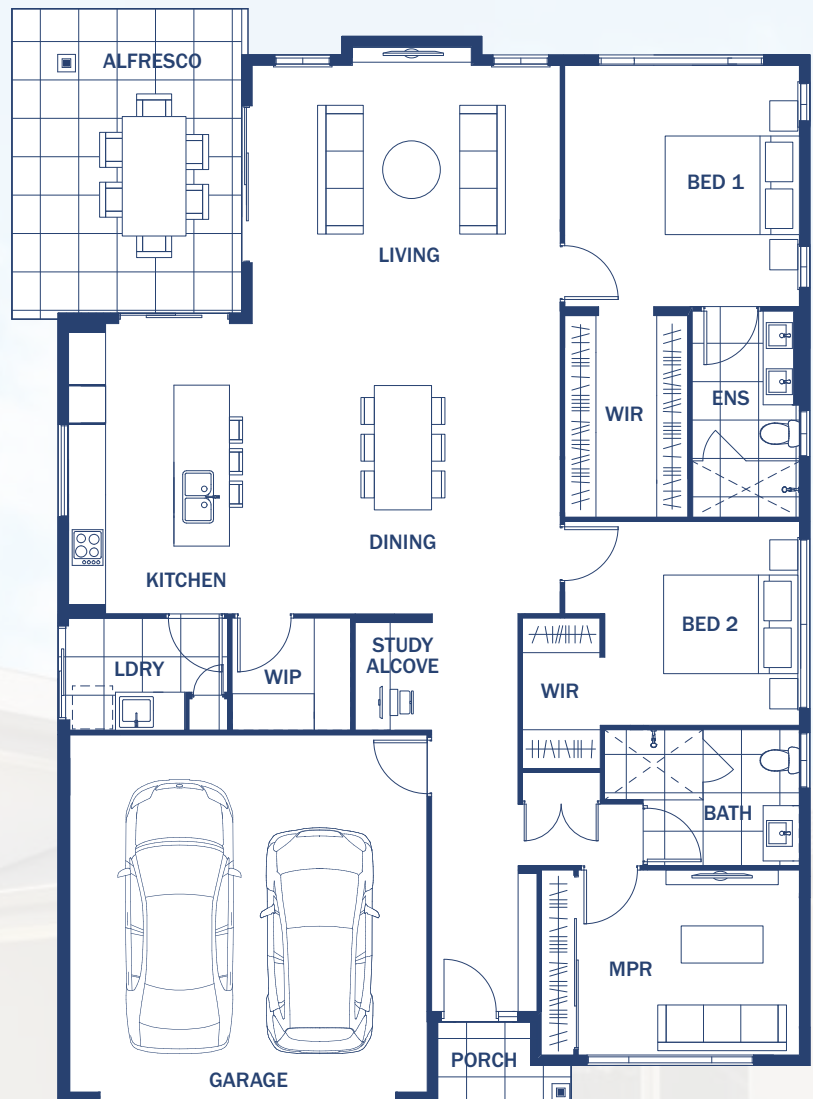 ALFRESCO
BED 1
LIVING
ENS
WIR
DINING
KITCHEN
BED 2
STUDY
ALCOVE
LDRY
WIP
WIR
BATH
MPR
PORCH
GARAGE